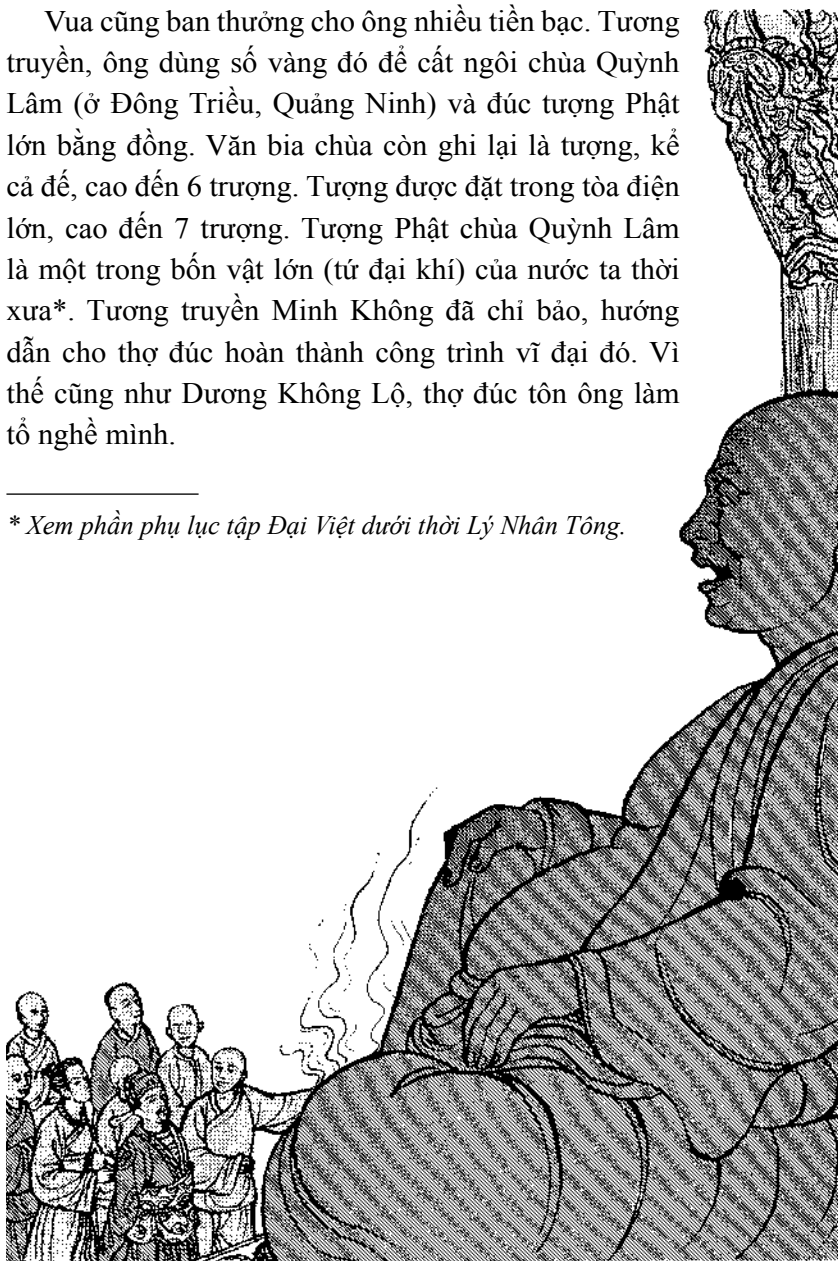 Vua cũng ban thưởng cho ông nhiều tiền bạc. Tương
truyền, ông dùng số vàng đó để cất ngôi chùa Quỳnh
Lâm (ở Đông Triều, Quảng Ninh) và đúc tượng Phật
lớn bằng đồng. Văn bia chùa còn ghi lại là tượng, kể
cả đế, cao đến 6 trượng. Tượng được đặt trong tòa điện
lớn, cao đến 7 trượng. Tượng Phật chùa Quỳnh Lâm
là một trong bốn vật lớn (tứ đại khí) của nước ta thời
xưa*. Tương truyền Minh Không đã chỉ bảo, hướng
dẫn cho thợ đúc hoàn thành công trình vĩ đại đó. Vì
thế cũng như Dương Không Lộ, thợ đúc tôn ông làm
tổ nghề mình.
* Xem phần phụ lục tập Đại Việt dưới thời Lý Nhân Tông.